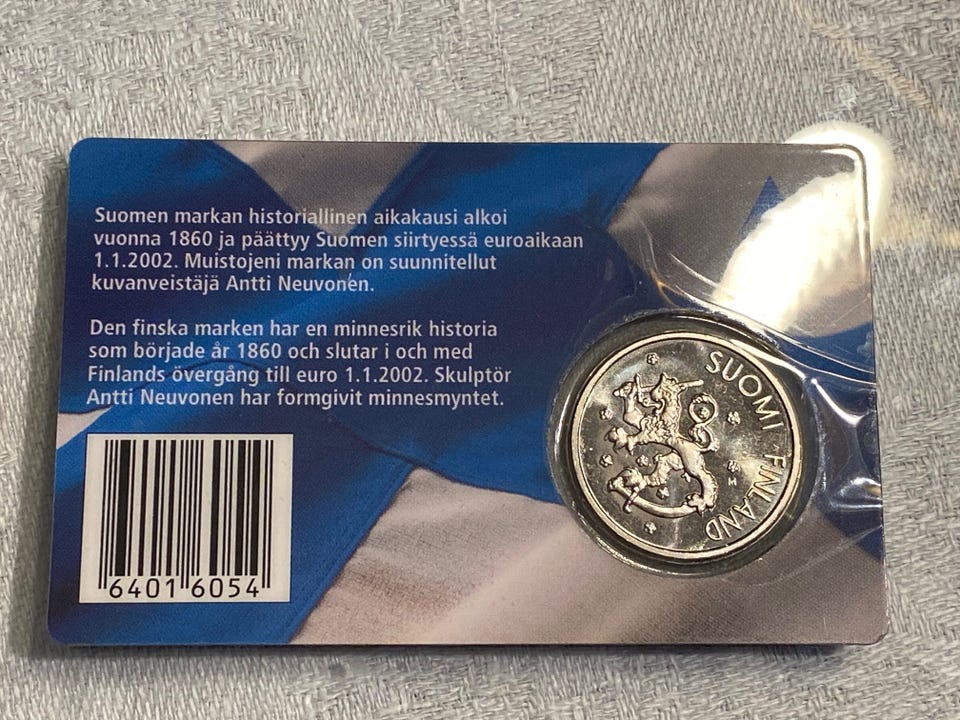 Suomen markan historiallinen aikakausi alkoi
vuonna 1860 ja päättyy Suomen siirtyessä euroaikaan
1.1.2002. Muistojeni markan on suunnitellut
kuvanveistäjä Antti Neuvonen.
Den finska marken har en minnesrik historia
som började år 1860 och slutar i och med
Finlands övergång till euro 1.1.2002. Skulptör
Antti Neuvonen har formgivit minnesmyntet.
64016054
SUOMI FINLAND
M